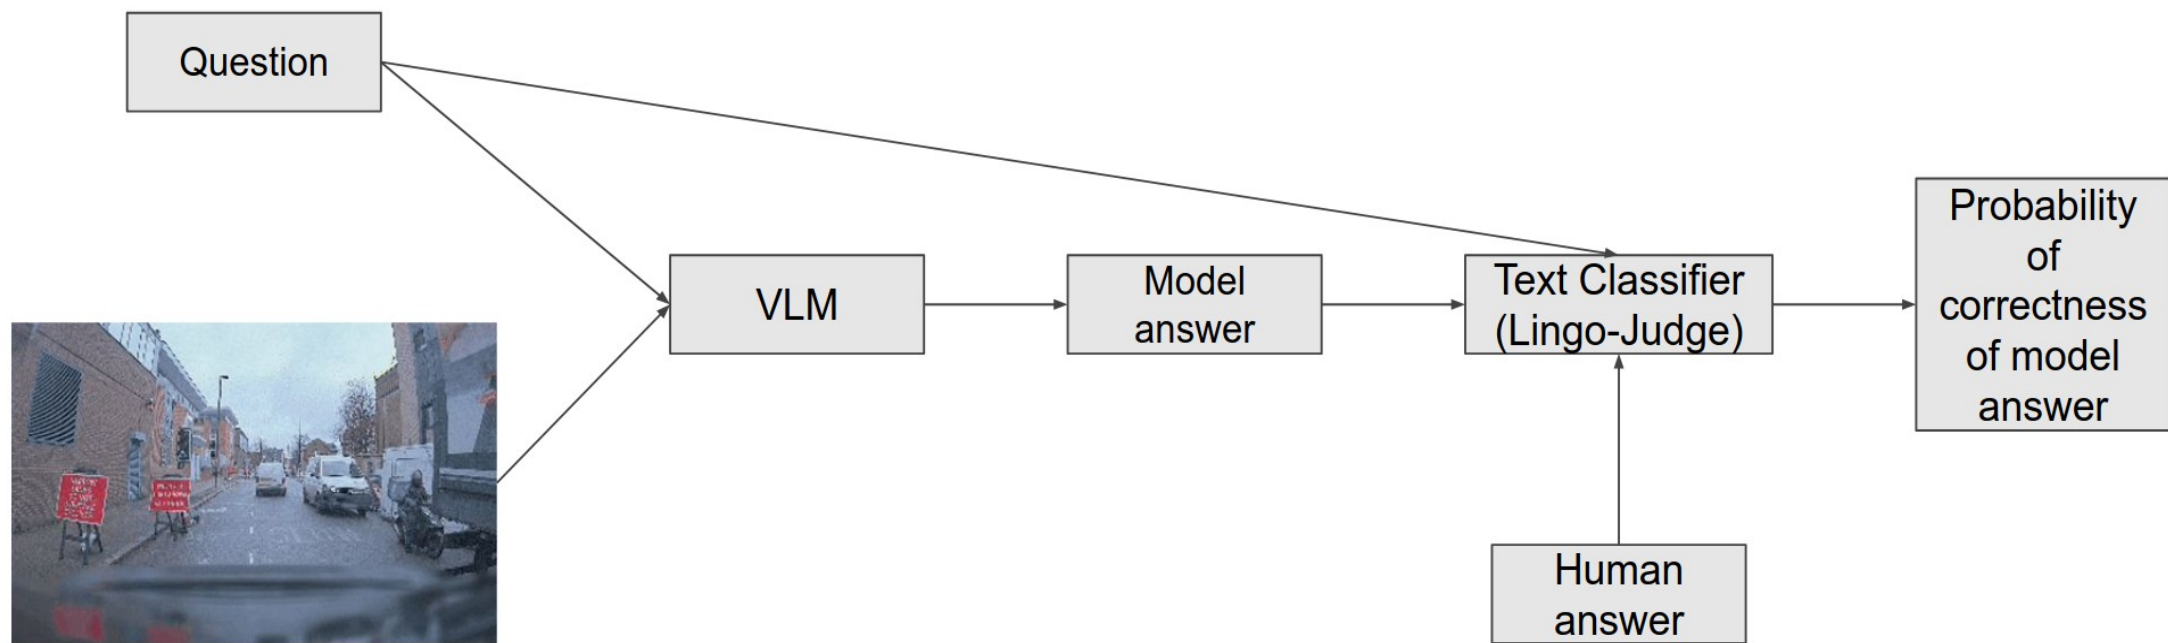 Question
VLM
Model
answer
Text Classifier
(Lingo-Judge)
Probability
of
correctness
of model
answer
Human
answer